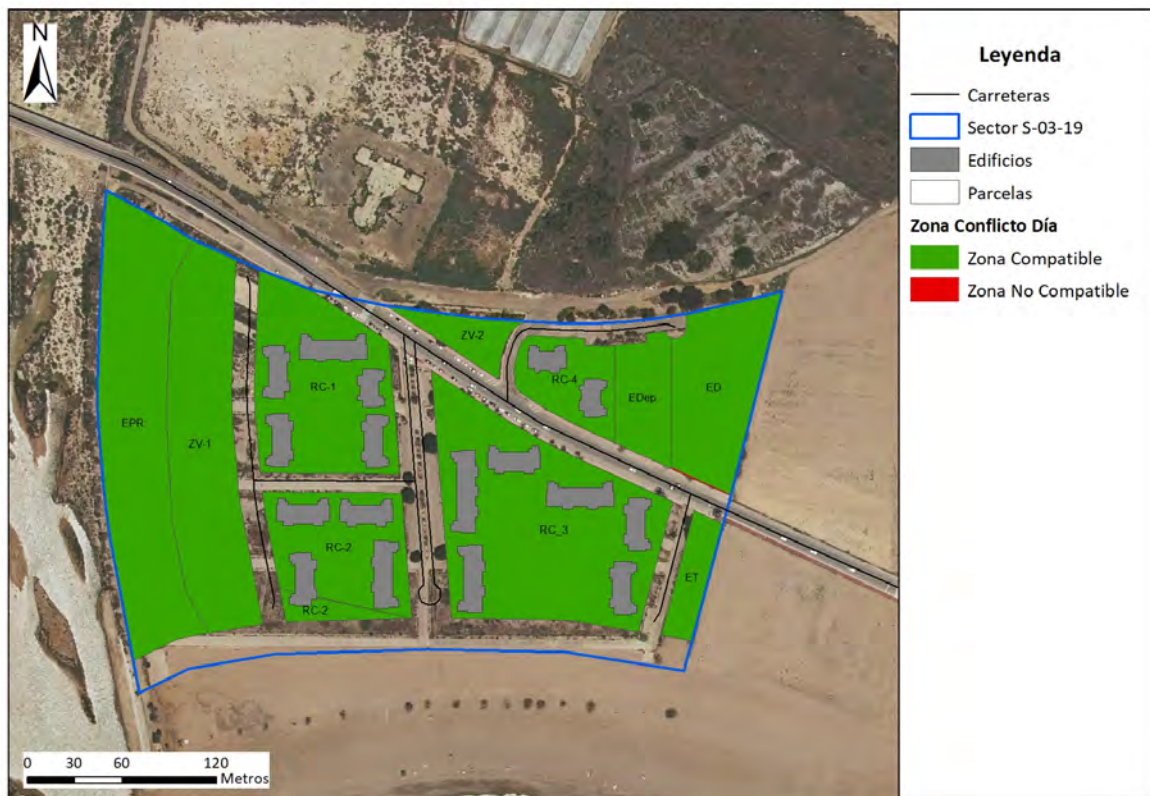 N
Leyenda
Carreteras
Sector S-03-19
Edificios
Parcelas
Zona Conflicto Día
Zona Compatible
Zona No Compatible
ZV-2
RC-1
RC-4
EDep.
ED
EPR.
ZV-1
RC-2
RC_3
ET
RC-2
0 30 60 120
Metros